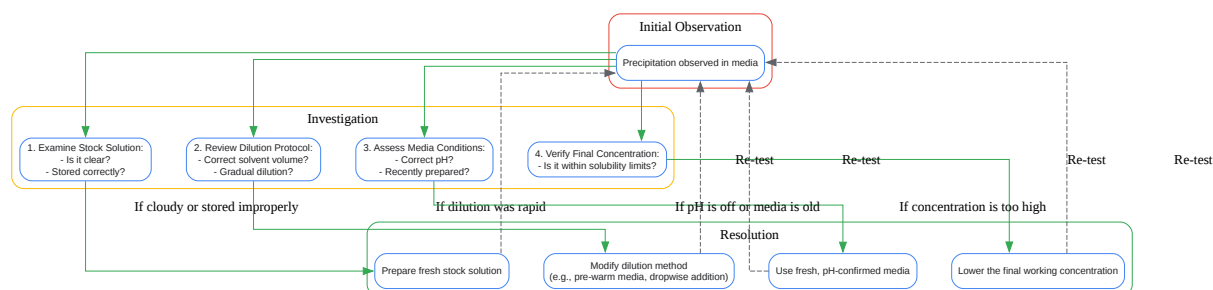 Initial Observation
Precipitation observed in media
Investigation
1. Examine Stock Solution:
- Is it clear?
- Stored correctly?
2. Review Dilution Protocol:
- Correct solvent volume?
- Gradual dilution?
3. Assess Media Conditions:
- Correct pH?
- Recently prepared?
4. Verify Final Concentration:
- Is it within solubility limits?
Re-test
Re-test
Re-test
Re-test
If cloudy or stored improperly
If dilution was rapid
If pH is off or media is old
If concentration is too high
Resolution
Prepare fresh stock solution
Modify dilution method
(e.g., pre-warm media, dropwise addition)
Use fresh, pH-confirmed media
Lower the final working concentration